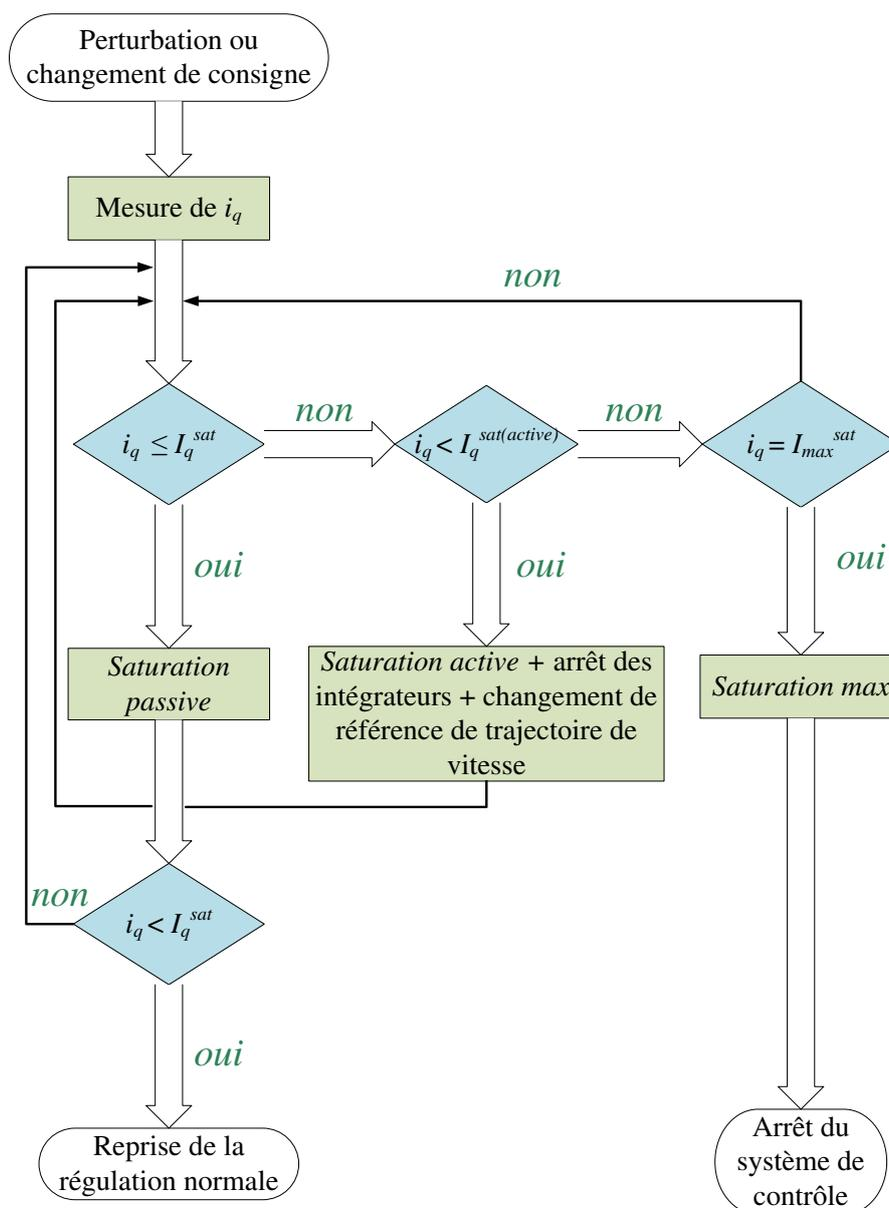 Perturbation ou
changement de consigne
Mesure de i_q
non
i_q ≤ I_q^sat
non
i_q < I_q^sat(active)
non
i_q = I_max^sat
oui
oui
oui
Saturation
passive
Saturation active + arrêt des
intégrateurs + changement de
référence de trajectoire de
vitesse
Saturation max
non
i_q < I_q^sat
oui
Reprise de la
régulation normale
Arrêt du
système de
contrôle